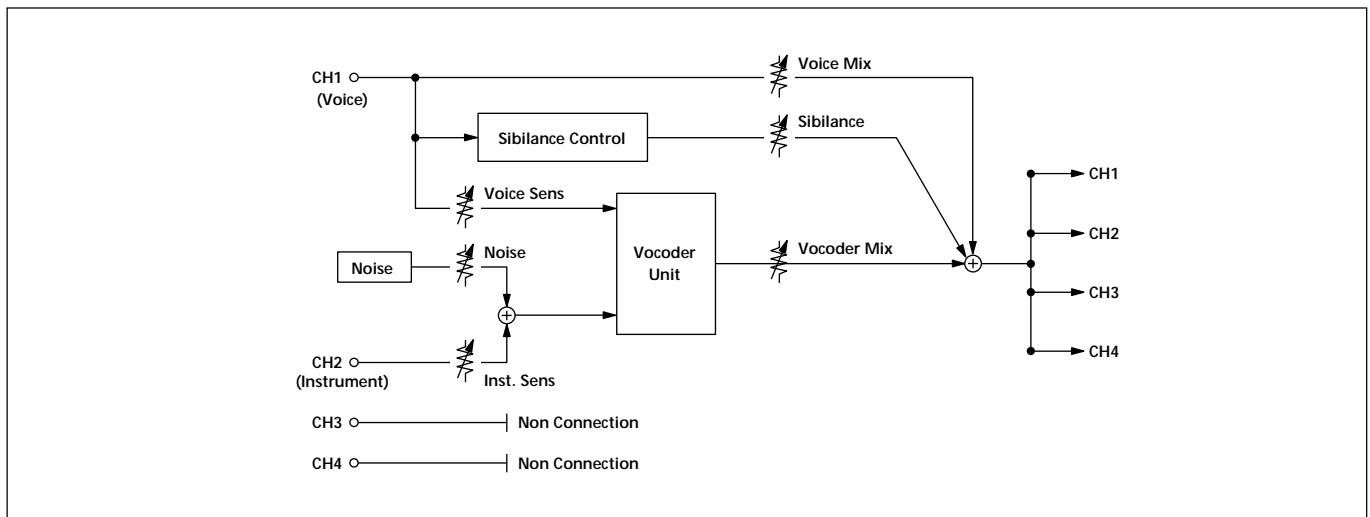 CH1
(Voice)
Voice Mix
Sibilance Control
Sibilance
CH1
Voice Sens
CH2
Noise
Noise
Vocoder
Unit
Vocoder Mix
CH3
CH2
(Instrument)
Inst. Sens
CH4
CH3
Non Connection
CH4
Non Connection